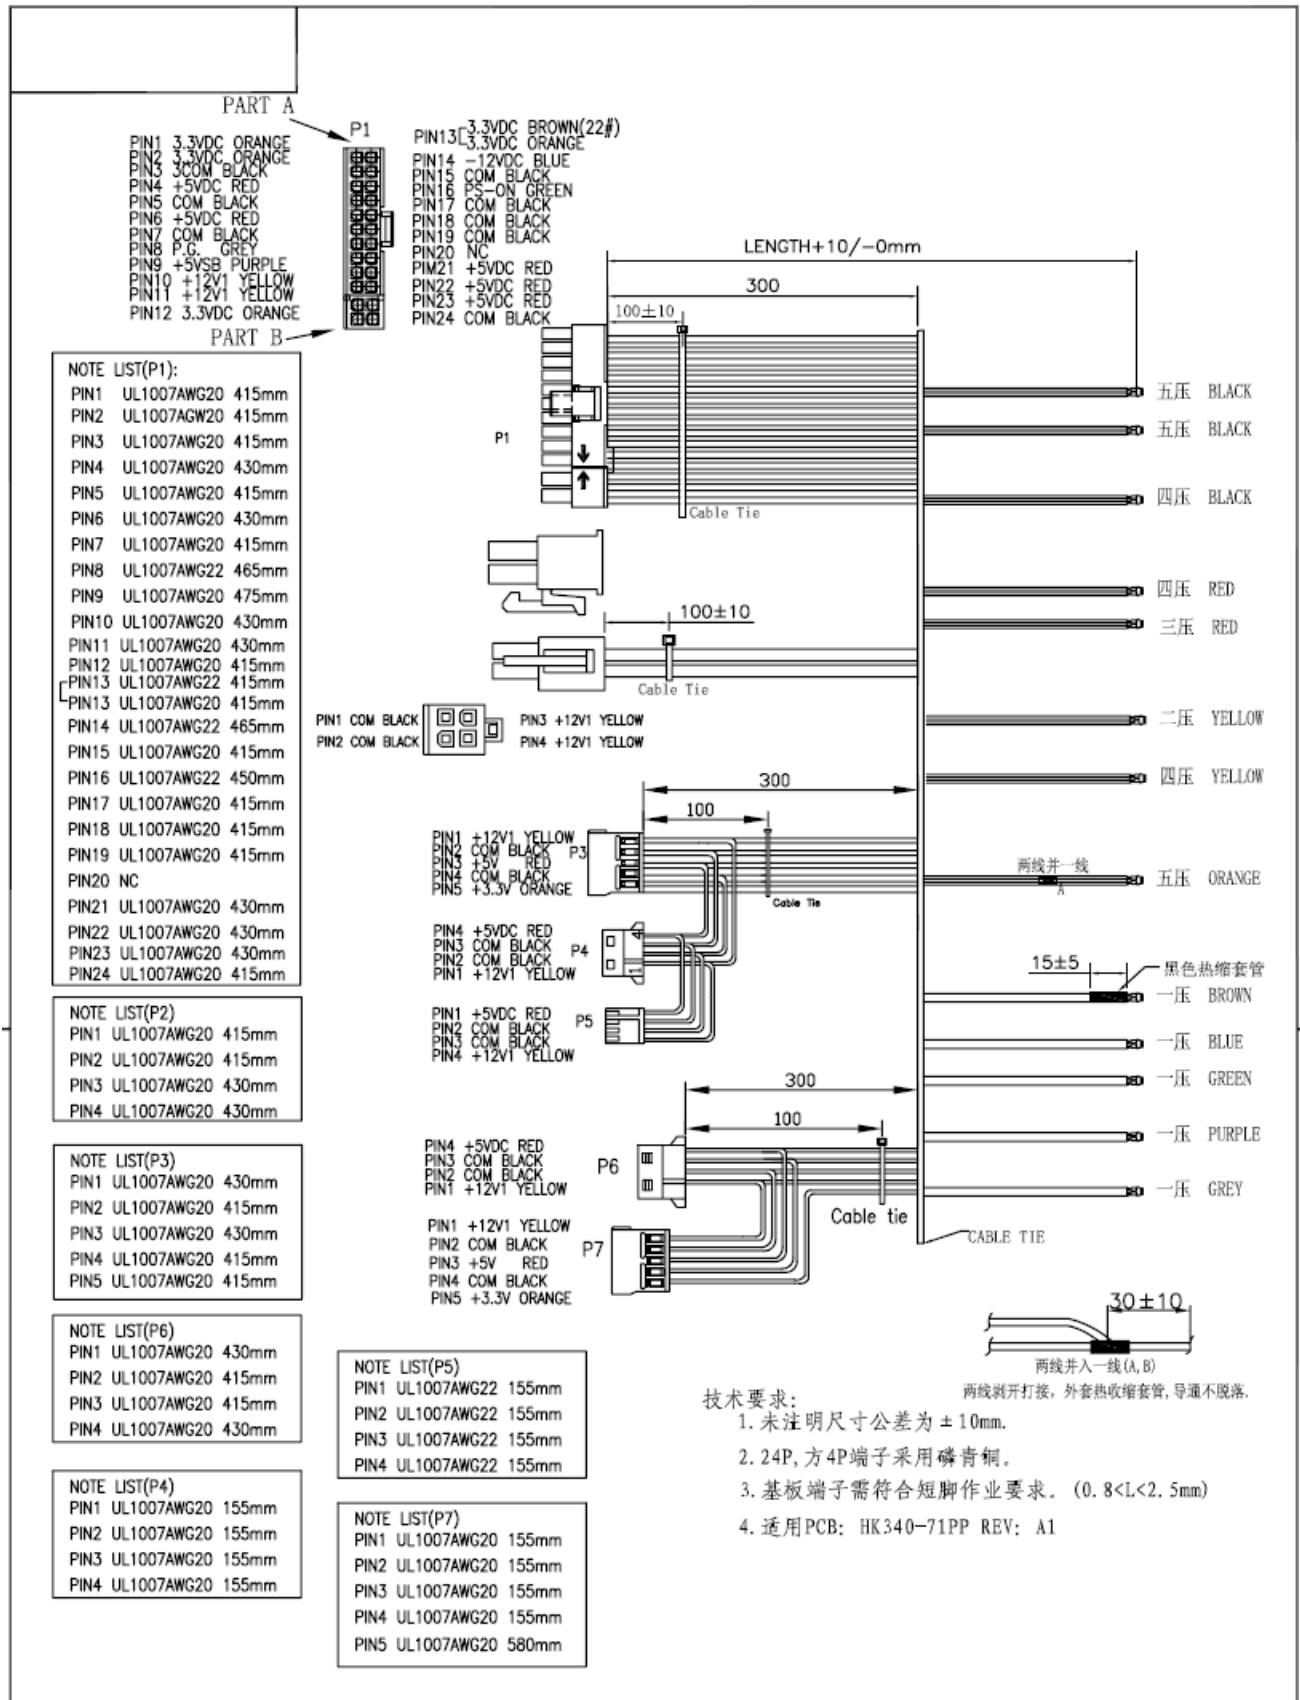 PART A
P1
PIN1 3.3VDC ORANGE
PIN2 3.3VDC ORANGE
PIN3 3COM BLACK
PIN4 +5VDC RED
PIN5 COM BLACK
PIN6 +5VDC RED
PIN7 COM BLACK
PIN8 P.G. GREY
PIN9 +5VSB PURPLE
PIN10 +12V1 YELLOW
PIN11 +12V1 YELLOW
PIN12 3.3VDC ORANGE
PART B
PIN13 3.3VDC BROWN(22#)
3.3VDC ORANGE
PIN14 -12VDC BLUE
PIN15 COM BLACK
PIN16 PS-ON GREEN
PIN17 COM BLACK
PIN18 COM BLACK
PIN19 COM BLACK
PIN20 NC
PIM21 +5VDC RED
PIN22 +5VDC RED
PIN23 +5VDC RED
PIN24 COM BLACK
LENGTH+10/-0mm
300
100±10
P1
Cable Tie
五压 BLACK
五压 BLACK
四压 BLACK
四压 RED
三压 RED
二压 YELLOW
四压 YELLOW
两线并一线
A
五压 ORANGE
15±5
黑色热缩套管
一压 BROWN
一压 BLUE
一压 GREEN
一压 PURPLE
一压 GREY
CABLE TIE
100±10
Cable Tie
PIN1 COM BLACK
PIN2 COM BLACK
PIN3 +12V1 YELLOW
PIN4 +12V1 YELLOW
300
100
PIN1 +12V1 YELLOW
PIN2 COM BLACK
PIN3 +5V RED
PIN4 COM BLACK
PIN5 +3.3V ORANGE
P3
Cable Tie
PIN4 +5VDC RED
PIN3 COM BLACK
PIN2 COM BLACK
PIN1 +12V1 YELLOW
P4
4
1
PIN1 +5VDC RED
PIN2 COM BLACK
PIN3 COM BLACK
PIN4 +12V1 YELLOW
P5
300
100
PIN4 +5VDC RED
PIN3 COM BLACK
PIN2 COM BLACK
PIN1 +12V1 YELLOW
P6
Cable tie
PIN1 +12V1 YELLOW
PIN2 COM BLACK
PIN3 +5V RED
PIN4 COM BLACK
PIN5 +3.3V ORANGE
P7
NOTE LIST(P1):
PIN1 UL1007AWG20 415mm
PIN2 UL1007AGW20 415mm
PIN3 UL1007AWG20 415mm
PIN4 UL1007AWG20 430mm
PIN5 UL1007AWG20 415mm
PIN6 UL1007AWG20 430mm
PIN7 UL1007AWG20 415mm
PIN8 UL1007AWG22 465mm
PIN9 UL1007AWG20 475mm
PIN10 UL1007AWG20 430mm
PIN11 UL1007AWG20 430mm
PIN12 UL1007AWG20 415mm
PIN13 UL1007AWG22 415mm
PIN13 UL1007AWG20 415mm
PIN14 UL1007AWG22 465mm
PIN15 UL1007AWG20 415mm
PIN16 UL1007AWG22 450mm
PIN17 UL1007AWG20 415mm
PIN18 UL1007AWG20 415mm
PIN19 UL1007AWG20 415mm
PIN20 NC
PIN21 UL1007AWG20 430mm
PIN22 UL1007AWG20 430mm
PIN23 UL1007AWG20 430mm
PIN24 UL1007AWG20 415mm
NOTE LIST(P2)
PIN1 UL1007AWG20 415mm
PIN2 UL1007AWG20 415mm
PIN3 UL1007AWG20 430mm
PIN4 UL1007AWG20 430mm
NOTE LIST(P3)
PIN1 UL1007AWG20 430mm
PIN2 UL1007AWG20 415mm
PIN3 UL1007AWG20 430mm
PIN4 UL1007AWG20 415mm
PIN5 UL1007AWG20 415mm
NOTE LIST(P6)
PIN1 UL1007AWG20 430mm
PIN2 UL1007AWG20 415mm
PIN3 UL1007AWG20 415mm
PIN4 UL1007AWG20 430mm
NOTE LIST(P4)
PIN1 UL1007AWG20 155mm
PIN2 UL1007AWG20 155mm
PIN3 UL1007AWG20 155mm
PIN4 UL1007AWG20 155mm
NOTE LIST(P5)
PIN1 UL1007AWG22 155mm
PIN2 UL1007AWG22 155mm
PIN3 UL1007AWG22 155mm
PIN4 UL1007AWG22 155mm
NOTE LIST(P7)
PIN1 UL1007AWG20 155mm
PIN2 UL1007AWG20 155mm
PIN3 UL1007AWG20 155mm
PIN4 UL1007AWG20 155mm
PIN5 UL1007AWG20 580mm
30±10
两线并入一线(A,B)
两线剥开打接，外套热收缩套管,导通不脱落.
技术要求:
1.未注明尺寸公差为±10mm.
2.24P,方4P端子采用磷青铜。
3.基板端子需符合短脚作业要求。(0.8<L<2.5mm)
4.适用PCB: HK340-71PP REV: A1